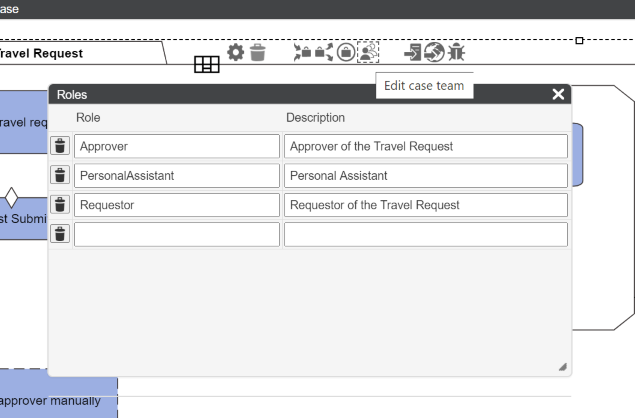 ase
ravel Request
Edit case team
Roles
Role Description
ravel req
Approver Approver of the Travel Request
PersonalAssistant Personal Assistant
Requestor Requestor of the Travel Request
st Submi
approver manually